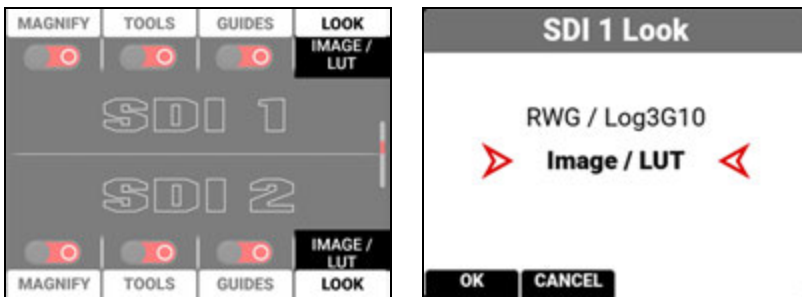 MAGNIFY TOOLS GUIDES LOOK
IMAGE /
LUT
SDI 1
SDI 2
IMAGE /
LUT
MAGNIFY TOOLS GUIDES LOOK
SDI 1 Look
RWG / Log3G10
Image / LUT
OK CANCEL